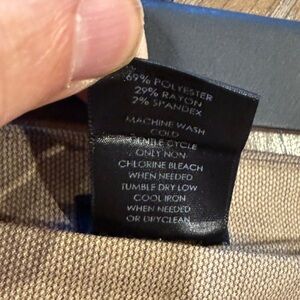 69% POLYESTER
29% RAYON
2% SPANDEX
MACHINE WASH
COLD
GENTLE CYCLE
ONLY NON
CHLORINE BLEACH
WHEN NEEDED
TUMBLE DRY LOW
COOL IRON
WHEN NEEDED
OR DRYCLEAN